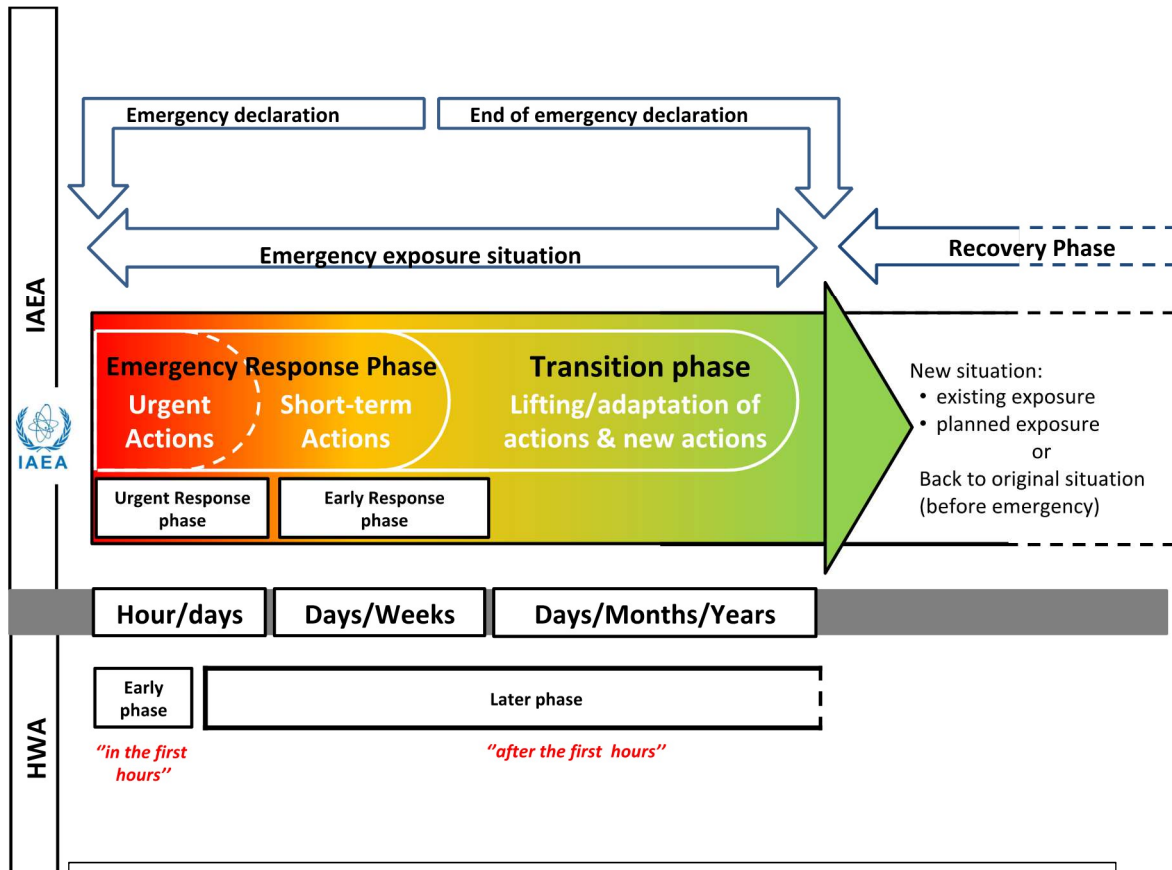 IAEA
Emergency declaration
End of emergency declaration
Emergency exposure situation
Recovery Phase
Emergency Response Phase
Urgent
Actions
Short-term
Actions
Transition phase
Lifting/adaptation of
actions & new actions
Urgent Response
phase
Early Response
phase
New situation:
• existing exposure
• planned exposure
or
Back to original situation
(before emergency)
IAEA
Hour/days
Days/Weeks
Days/Months/Years
HWA
Early
phase
Later phase
‘’in the first
hours’’
‘’after the first hours’’